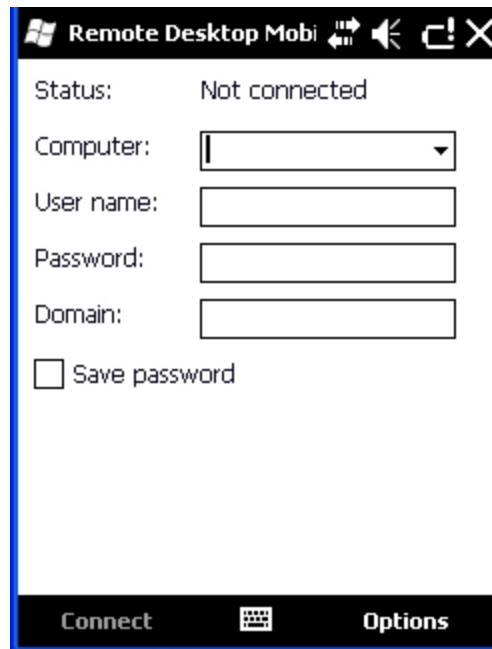 Remote Desktop Mobi
Status: Not connected
Computer:
User name:
Password:
Domain:
Save password
Connect Options